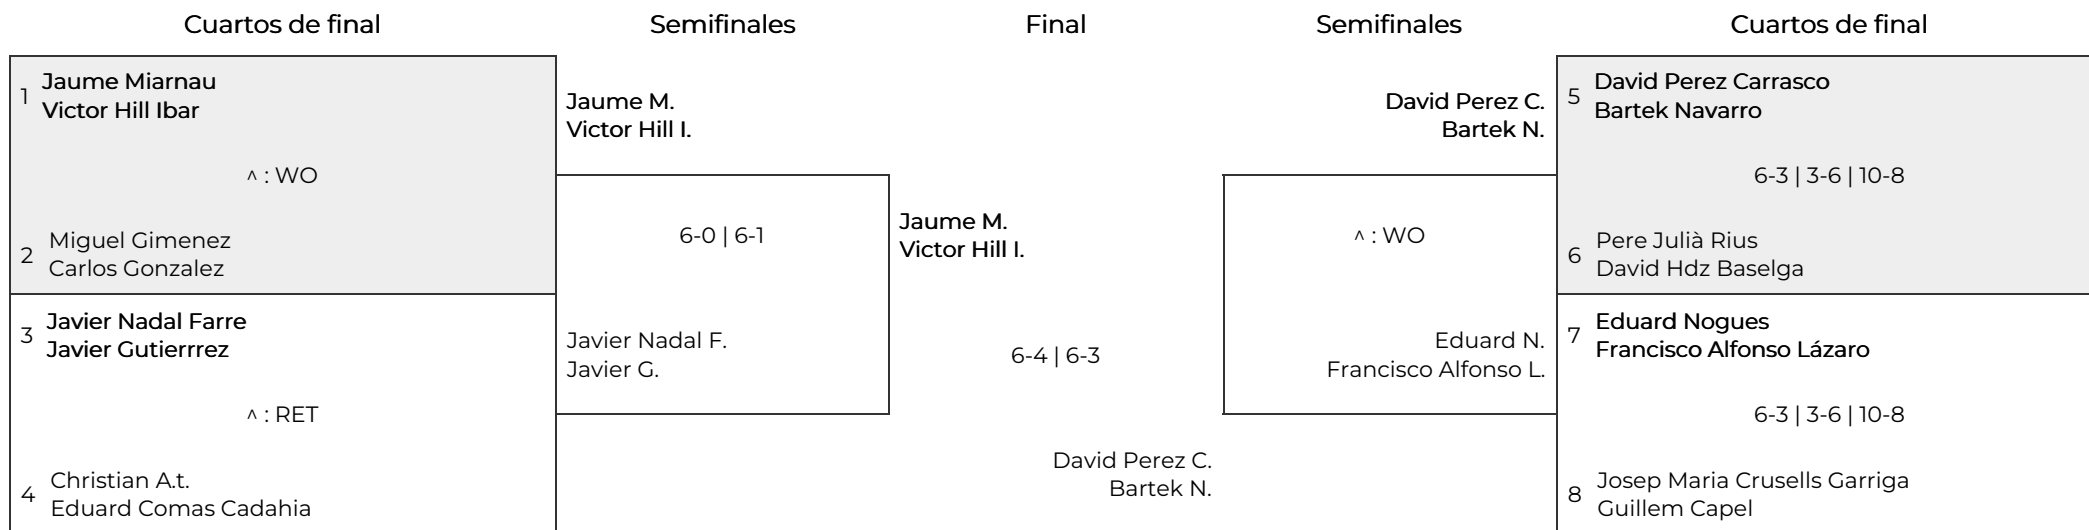 Cuartos de final
Semifinales
Final
Semifinales
Cuartos de final
1
Jaume Miarnau
Victor Hill Ibar
^ : WO
2
Miguel Gimenez
Carlos Gonzalez
3
Javier Nadal Farre
Javier Gutierrrez
^ : RET
4
Christian A.t.
Eduard Comas Cadahia
Jaume M.
Victor Hill I.
6-0 | 6-1
Javier Nadal F.
Javier G.
Jaume M.
Victor Hill I.
6-4 | 6-3
David Perez C.
Bartek N.
David Perez C.
Bartek N.
^ : WO
Eduard N.
Francisco Alfonso L.
5
David Perez Carrasco
Bartek Navarro
6-3 | 3-6 | 10-8
6
Pere Julià Rius
David Hdz Baselga
7
Eduard Nogues
Francisco Alfonso Lázaro
6-3 | 3-6 | 10-8
8
Josep Maria Crusells Garriga
Guillem Capel